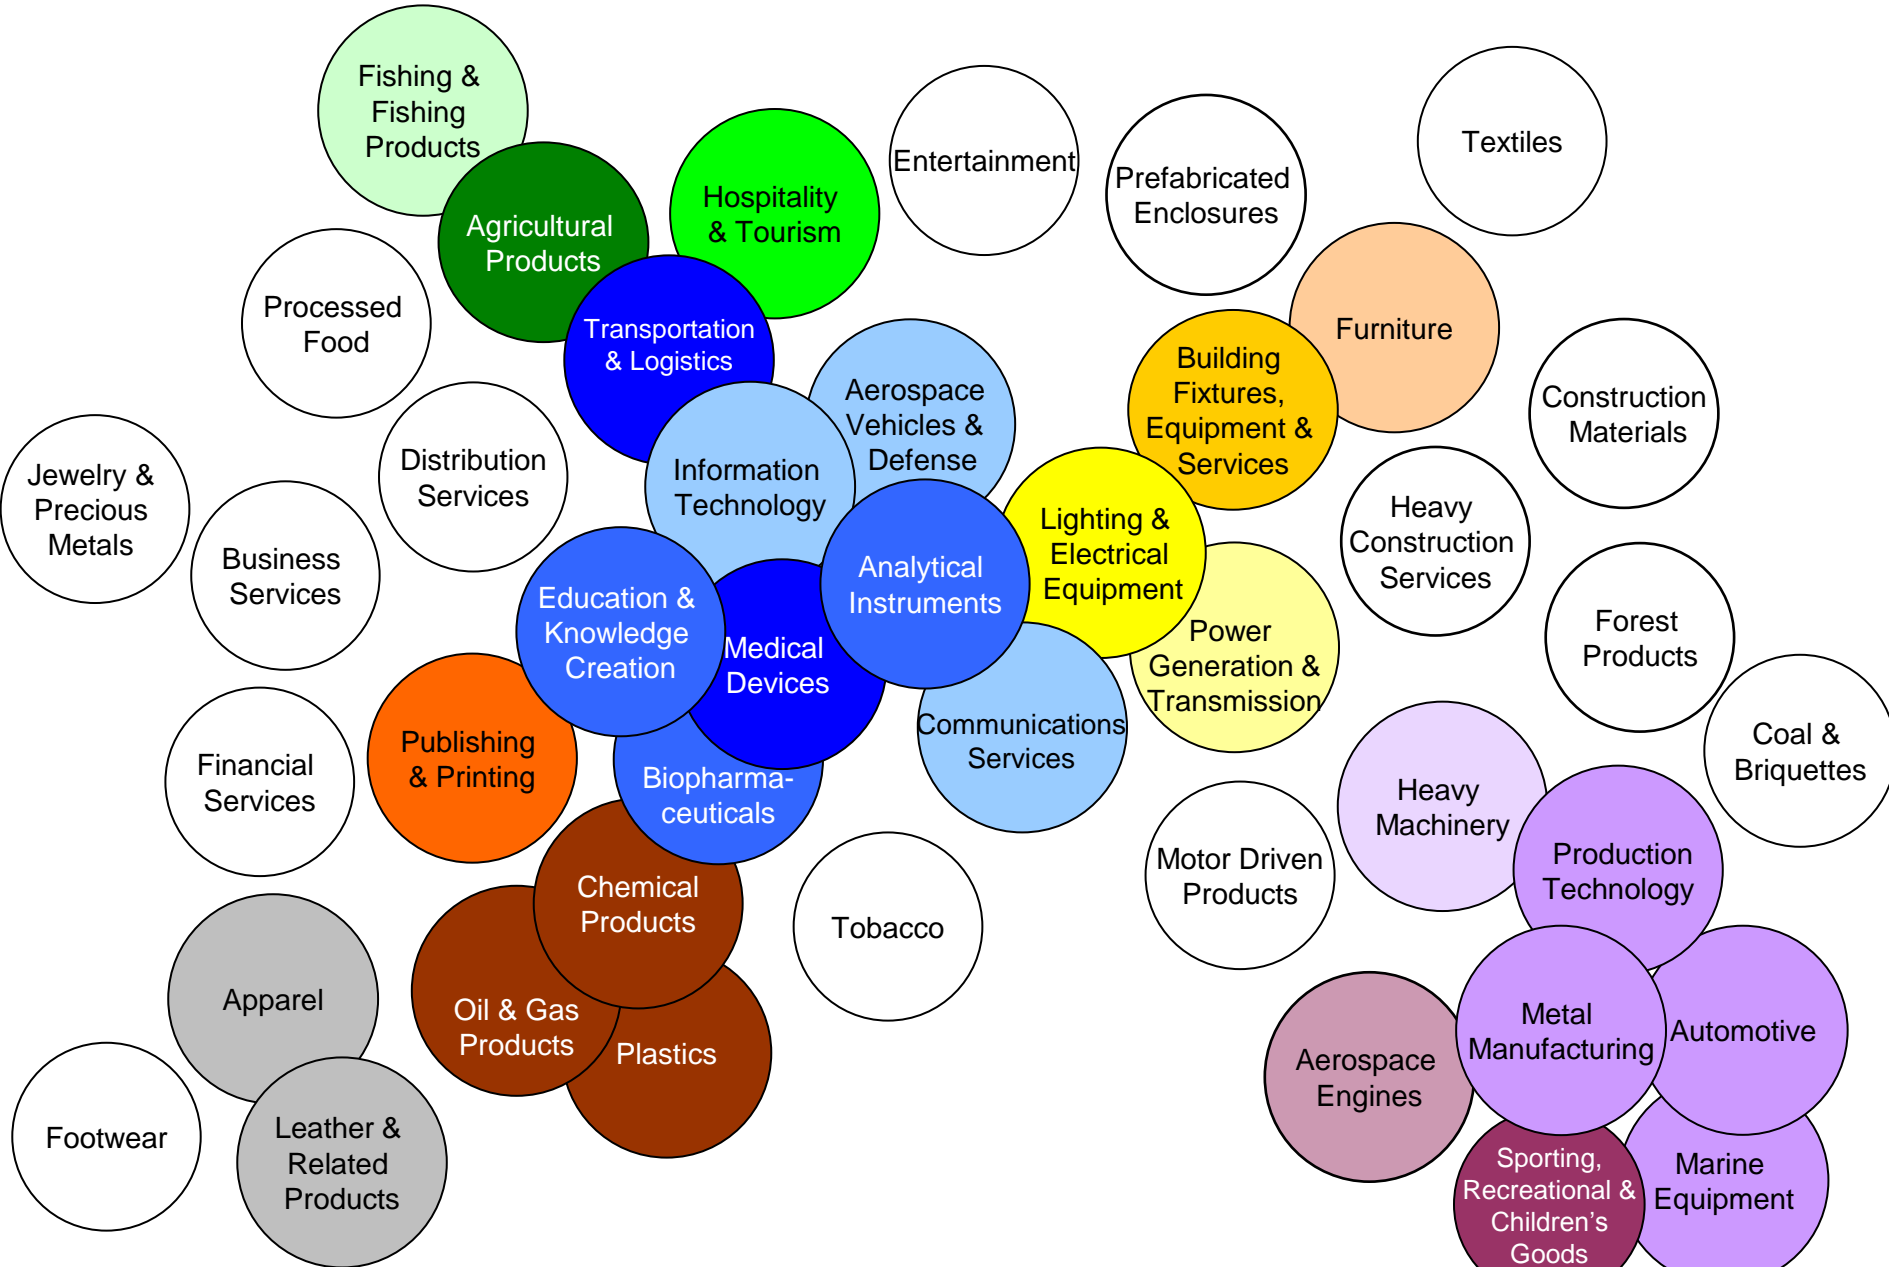 Fishing &
Fishing
Products
Agricultural
Products
Hospitality
& Tourism
Entertainment
Prefabricated
Enclosures
Textiles
Processed
Food
Transportation
& Logistics
Furniture
Aerospace
Vehicles &
Defense
Building
Fixtures,
Equipment &
Services
Construction
Materials
Jewelry &
Precious
Metals
Distribution
Services
Information
Technology
Business
Services
Education &
Knowledge
Creation
Analytical
Instruments
Lighting &
Electrical
Equipment
Heavy
Construction
Services
Forest
Products
Medical
Devices
Power
Generation &
Transmission
Communications
Services
Coal &
Briquettes
Financial
Services
Publishing
& Printing
Biopharma-
ceuticals
Heavy
Machinery
Motor Driven
Products
Production
Technology
Chemical
Products
Tobacco
Apparel
Oil & Gas
Products
Plastics
Metal
Manufacturing
Automotive
Aerospace
Engines
Footwear
Leather &
Related
Products
Sporting,
Recreational &
Children’s
Goods
Marine
Equipment